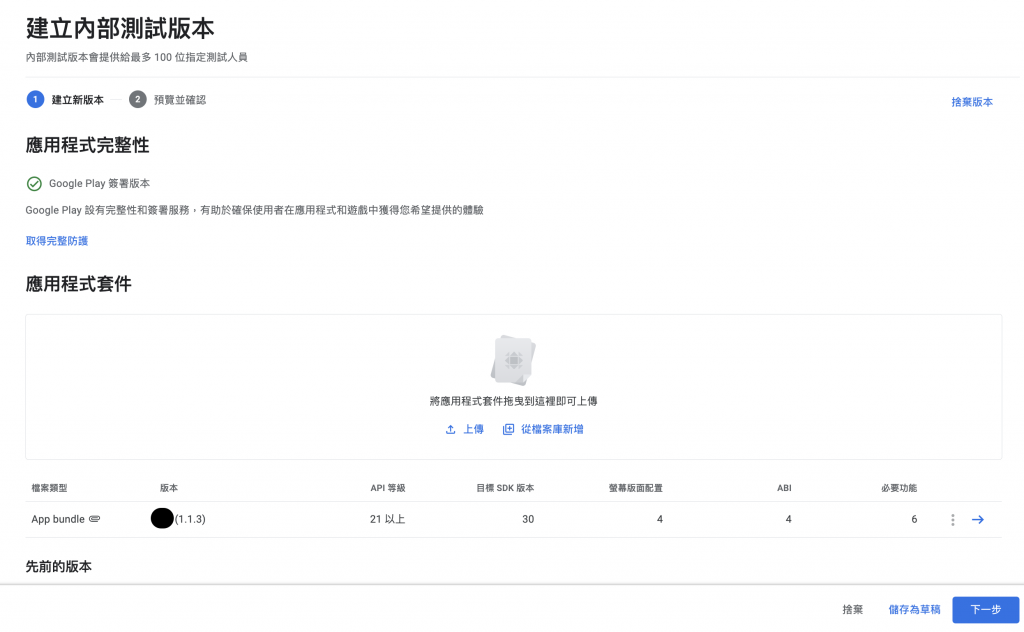 建立內部測試版本
內部測試版本會提供給最多 100 位指定測試人員
1 建立新版本 2 預覽並確認 捨棄版本
應用程式完整性
Google Play 簽署版本
Google Play 設有完整性和簽署服務，有助於確保使用者在應用程式和遊戲中獲得您希望提供的體驗
取得完整防護
應用程式套件
將應用程式套件拖曳到這裡即可上傳
上傳 從檔案庫新增
檔案類型 版本 API 等級 目標 SDK 版本 螢幕版面配置 ABI 必要功能
App bundle (1.1.3) 21 以上 30 4 4 6
先前的版本
捨棄 儲存為草稿 下一步